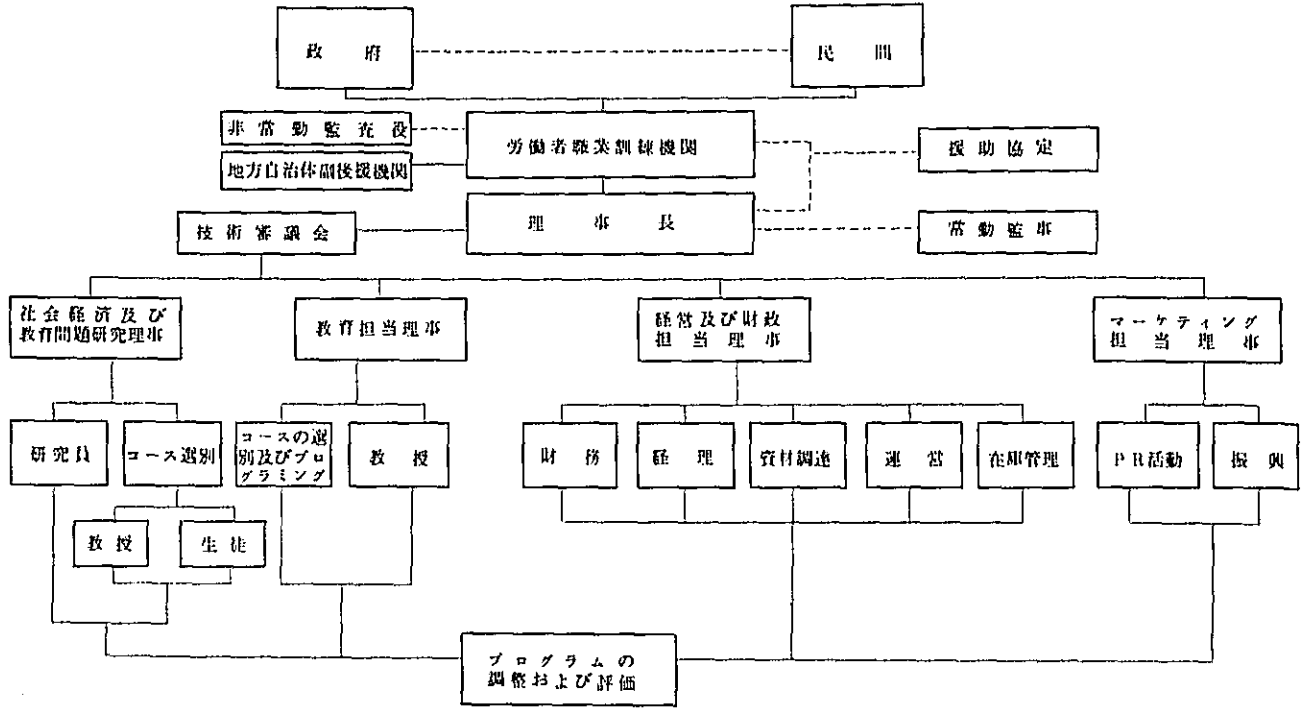 政府
民間
非常勤監査役
労働者職業訓練機関
援助協定
地方自治体副後援機関
理事長
技術審議会
常勤監事
社会経済及び
教育問題研究理事
教育担当理事
経営及び財政
担当理事
マーケティング
担当理事
研究員
コース選別
コースの選
別及びプロ
グラミング
教授
財務
経理
資材調達
運営
在庫管理
PR活動
振興
教授
生徒
プログラムの
調整および評価